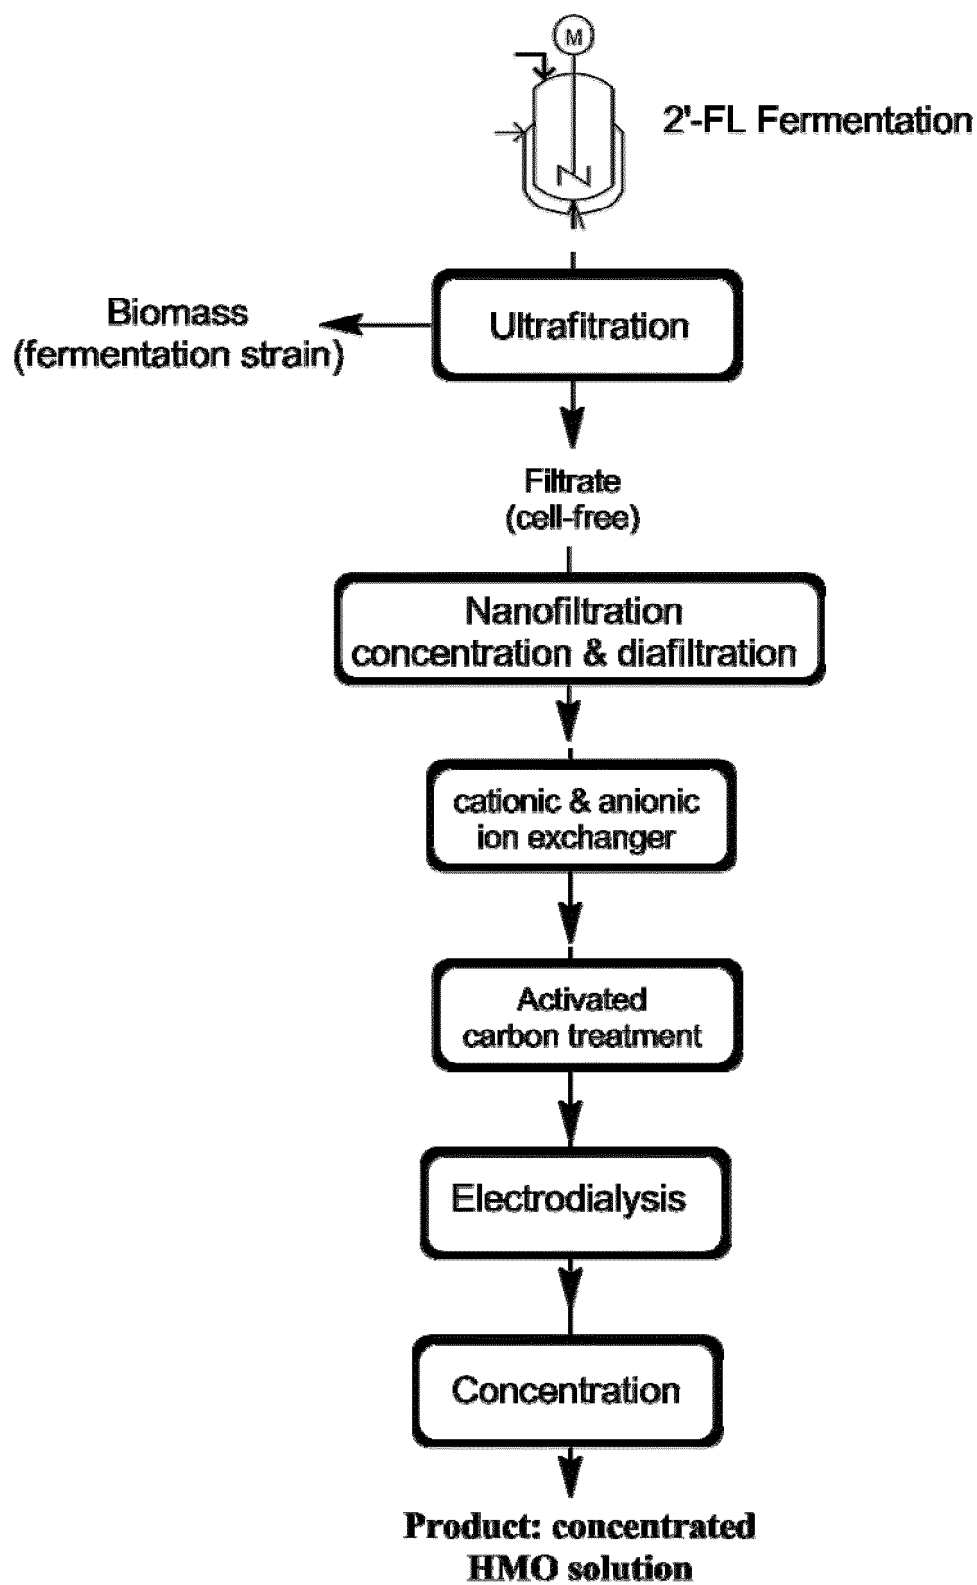 M
2'-FL Fermentation
Biomass
(fermentation strain)
Ultrafitration
Filtrate
(cell-free)
Nanofiltration
concentration & diafiltration
cationic & anionic
ion exchanger
Activated
carbon treatment
Electrodialysis
Concentration
Product: concentrated
HMO solution